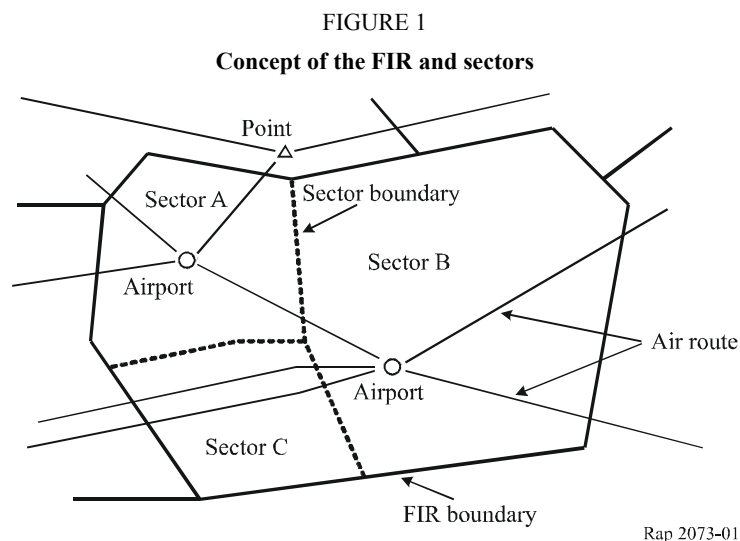 FIGURE 1
Concept of the FIR and sectors
Point
Sector A
Sector boundary
Sector B
Airport
Air route
Airport
Sector C
FIR boundary
Rap 2073-01